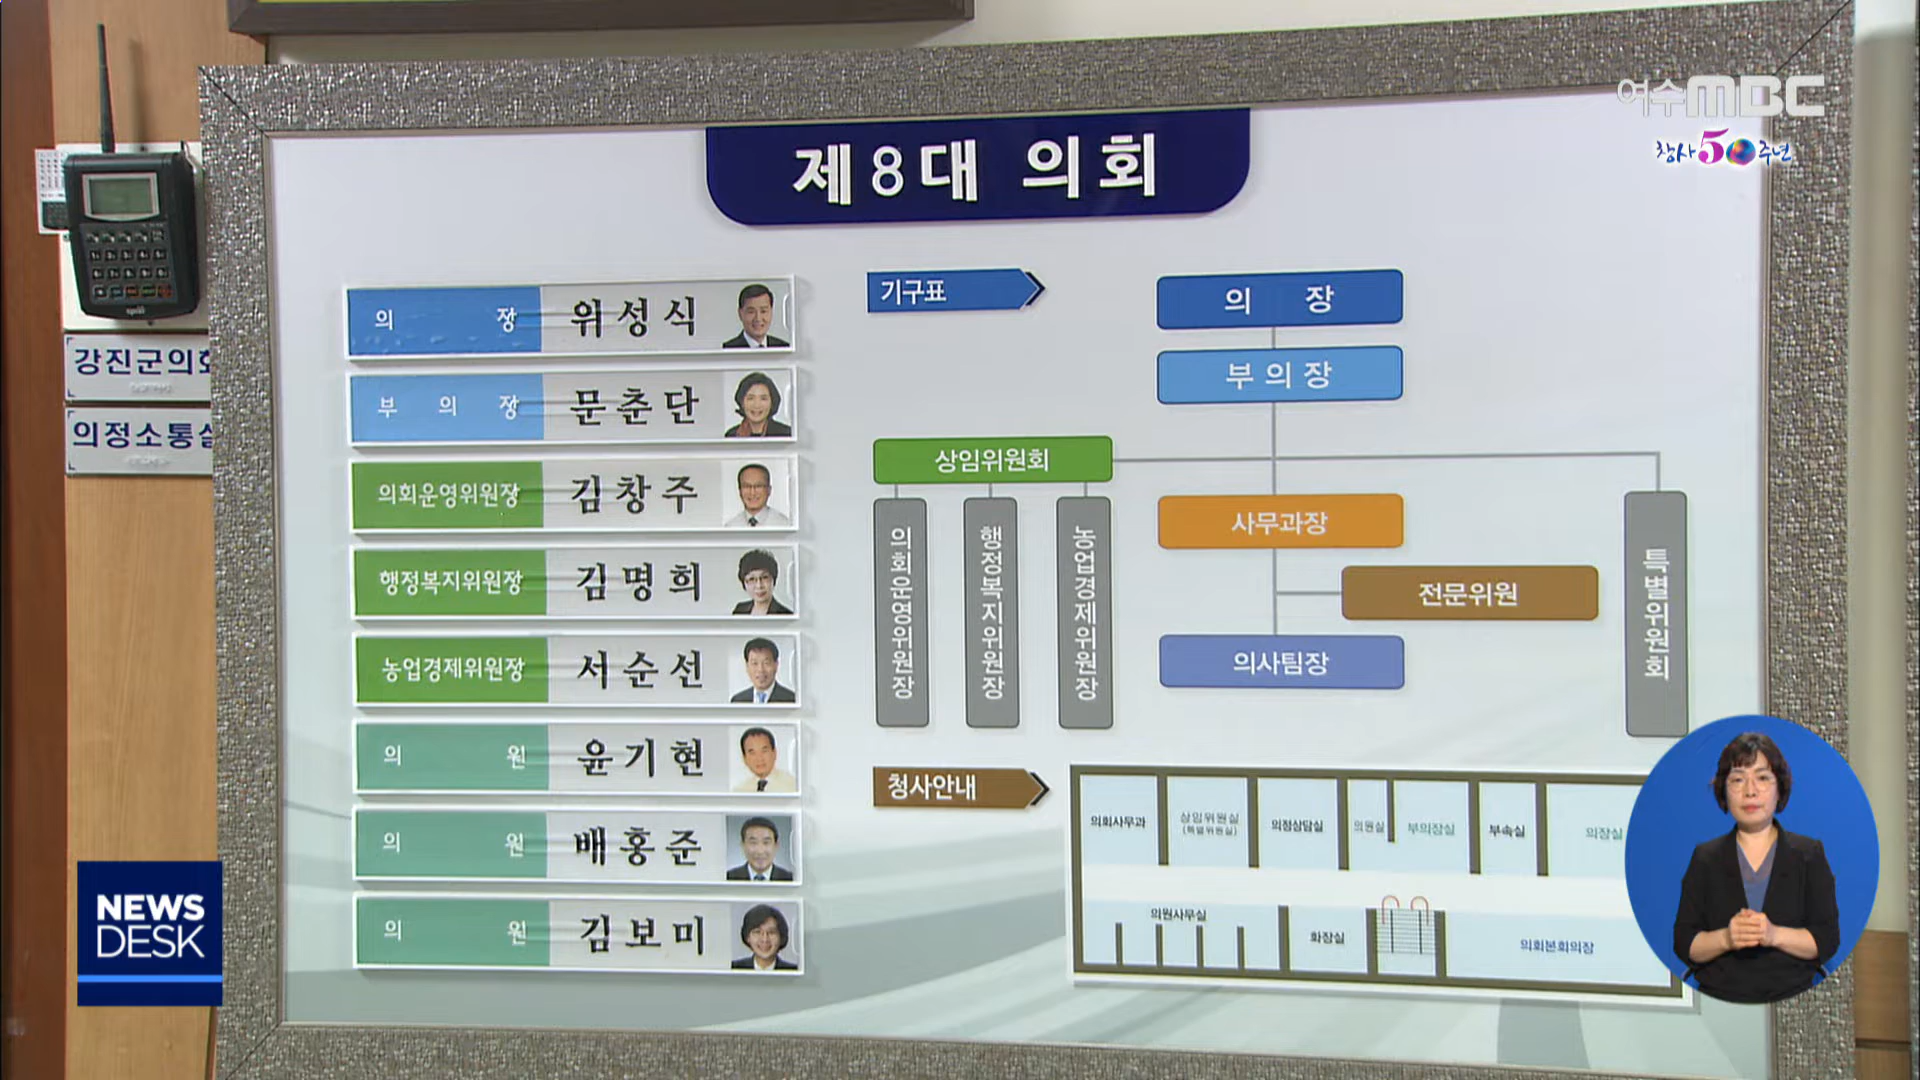 여수MBC
창사50주년
제8대 의회
강진군의회
의정소통실
의 장 위성식
부 의 장 문춘단
의회운영위원장 김창주
행정복지위원장 김명희
농업경제위원장 서순선
의 원 윤기현
의 원 배홍준
의 원 김보미
기구표
의 장
부의장
상임위원회
의회운영위원장
행정복지위원장
농업경제위원장
사무과장
전문위원
의사팀장
특별위원회
청사안내
의회사무과
상임위원실
(특별위원실)
의정상담실
의원실
부의장실
부속실
의장실
의원사무실
화장실
의회본회의장
NEWS
DESK